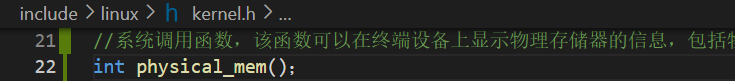 include > linux > h kernel.h > ...
21 //系统调用函数，该函数可以在终端设备上显示物理存储器的信息，包括
22 int physical_mem();